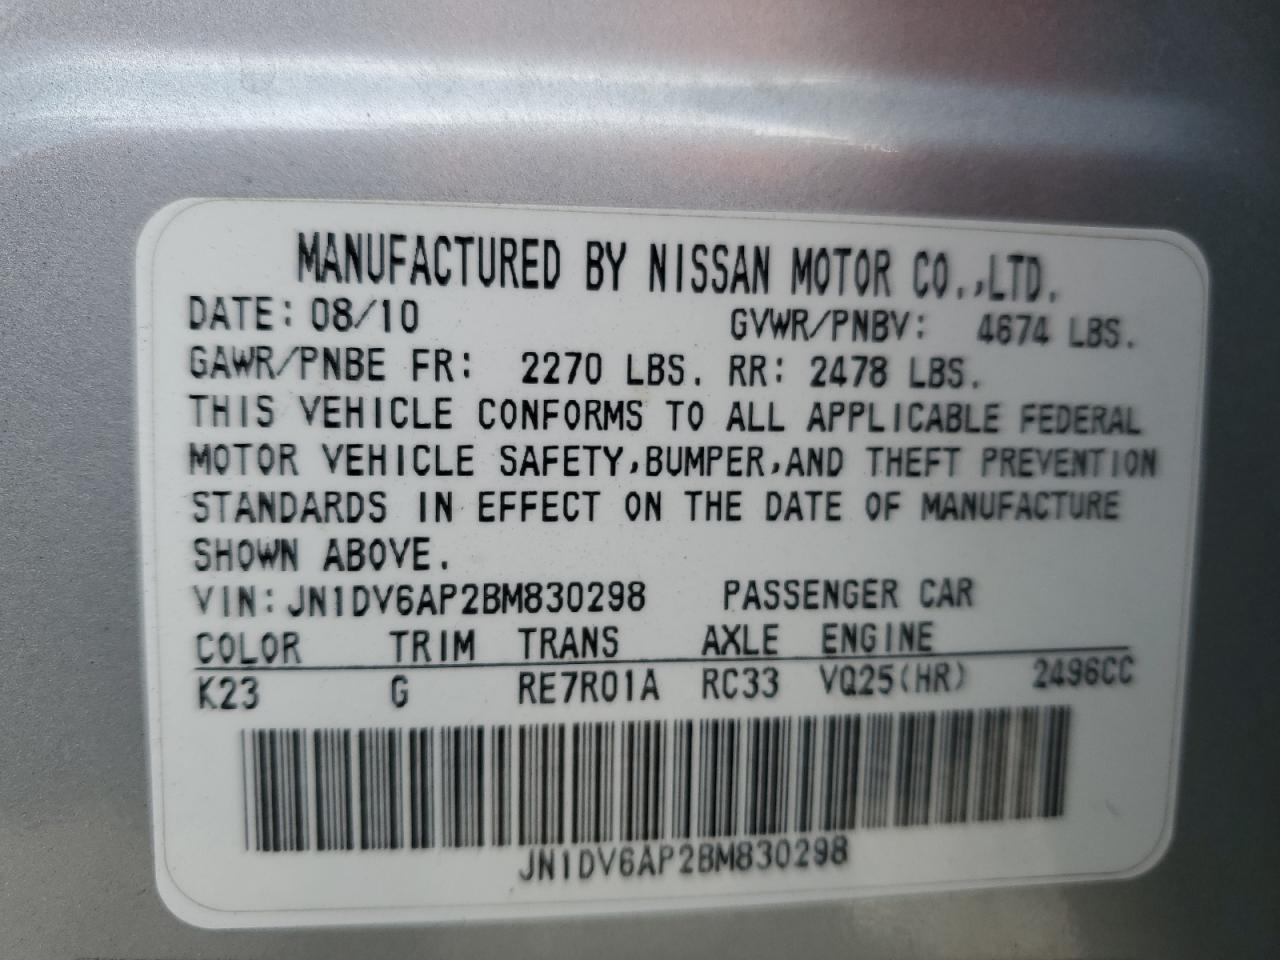 MANUFACTURED BY NISSAN MOTOR CO.,LTD.
DATE: 08/10 GVWR/PNBV: 4674 LBS.
GAWR/PNBE FR: 2270 LBS. RR: 2478 LBS.
THIS VEHICLE CONFORMS TO ALL APPLICABLE FEDERAL
MOTOR VEHICLE SAFETY,BUMPER,AND THEFT PREVENTION
STANDARDS IN EFFECT ON THE DATE OF MANUFACTURE
SHOWN ABOVE.
VIN: JN1DV6AP2BM830298 PASSENGER CAR
COLOR TRIM TRANS AXLE ENGINE
K23 G RE7R01A RC33 VQ25(HR) 2496CC
JN1DV6AP2BM830298